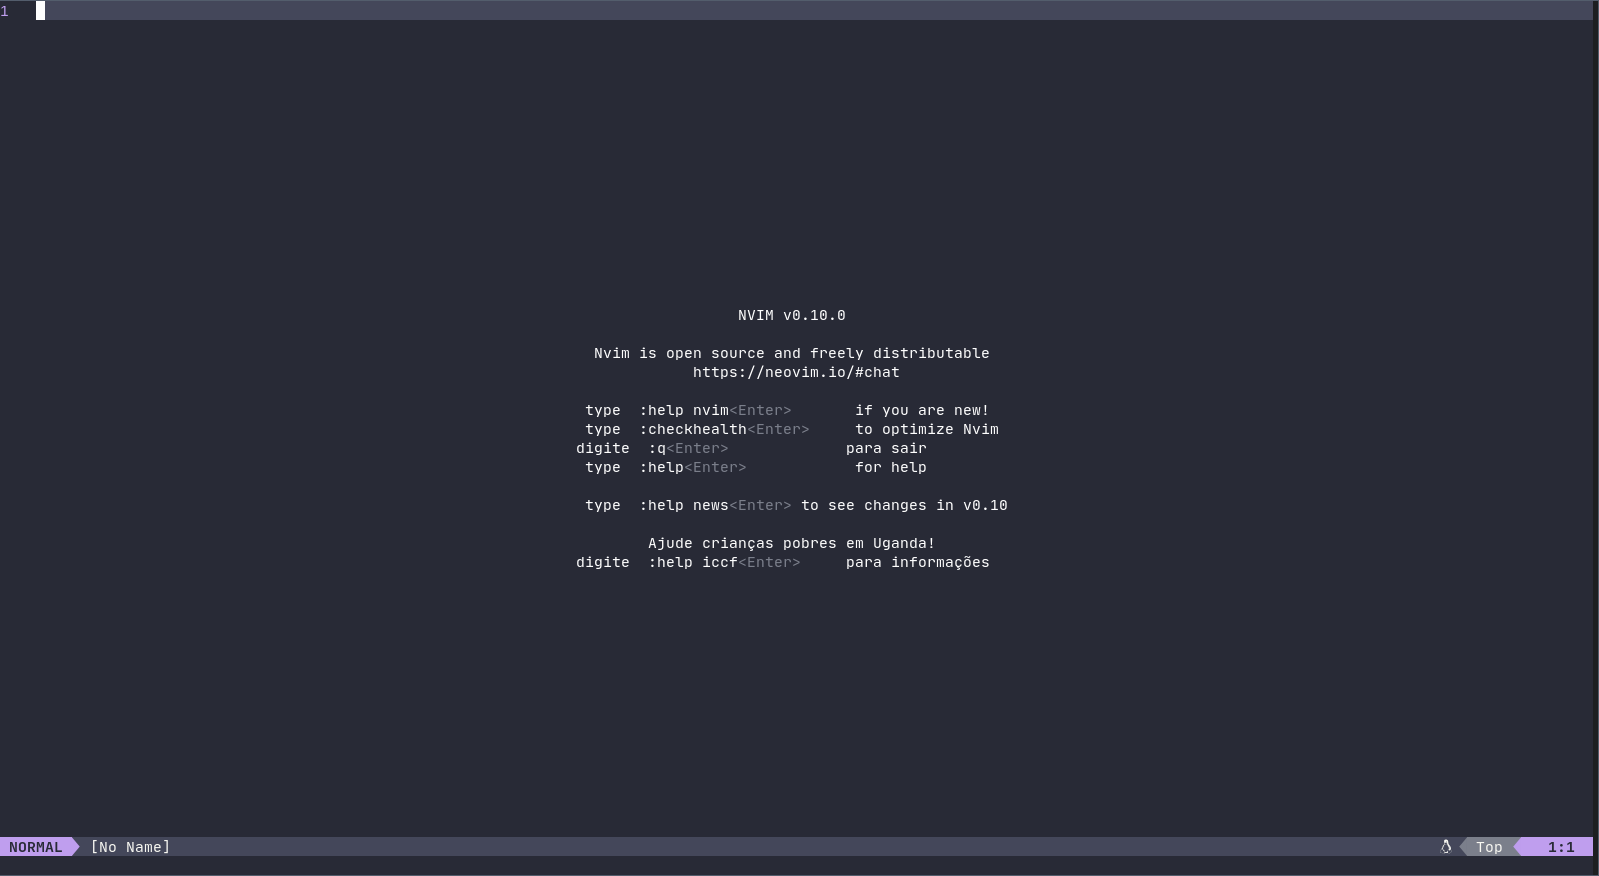 1
NVIM v0.10.0
Nvim is open source and freely distributable
https://neovim.io/#chat
type  :help nvim<Enter>       if you are new!
type  :checkhealth<Enter>     to optimize Nvim
digite  :q<Enter>             para sair
type  :help<Enter>            for help
type  :help news<Enter> to see changes in v0.10
Ajude crianças pobres em Uganda!
digite  :help iccf<Enter>     para informações
NORMAL [No Name] Top 1:1